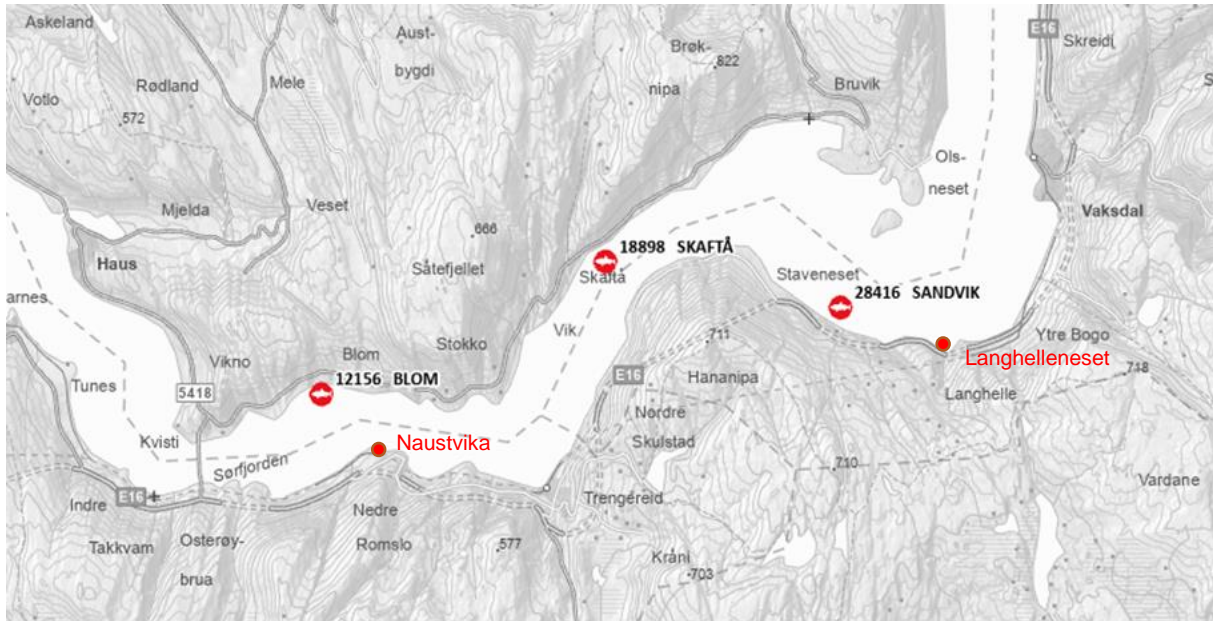 Askeland
Aust-
bygdi
Brøk-
nipa
822
E16
Skreidi
Votlo
Rødland
Mele
Bruvik
S
572
Ols-
neset
Mjelda
Veset
666
Vaksdal
Haus
Såtefjellet
18898 SKAFTÅ
Skaftå
Staveneset
28416 SANDVIK
arnes
Vik
711
Ytre Bogo
Stokko
Blom
Vikno
Langhelleneset
718
12156 BLOM
E16
Hananipa
Tunes
5418
Langhelle
Nordre
Skulstad
Kvisti
Naustvika
Sørfjorden
710
Vardane
E16
Indre
Trengereid
Nedre
Romslo
Takkvam
Osterøy-
brua
577
Kråni
703